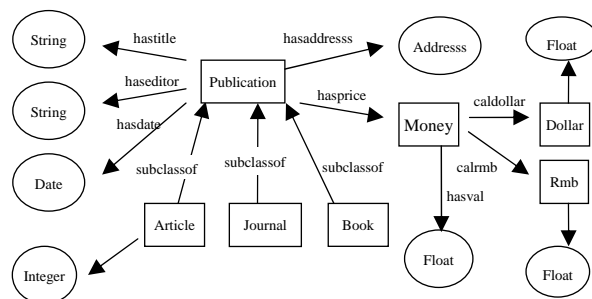 String
hastitle
hasaddresss
Addresss
Float
String
haseditor
Publication
hasprice
hasdate
Money
caldollar
Dollar
Date
subclassof
subclassof
subclassof
calrmb
hasval
Rmb
Article
Journal
Book
Integer
Float
Float